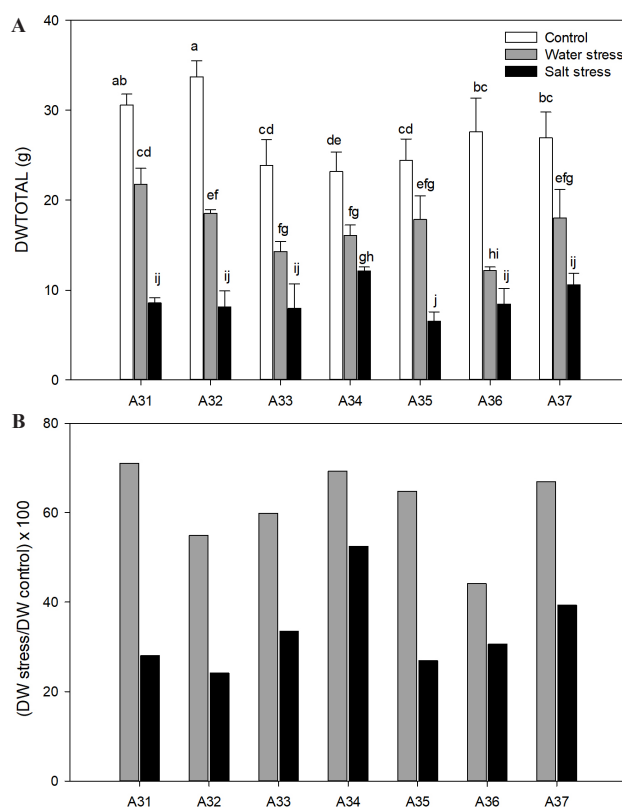 A
DWTOTAL (g)
40
30
20
10
0
Control
Water stress
Salt stress
ab
cd
ij
a
ef
ij
cd
fg
ij
de
fg
gh
cd
efg
j
bc
hi
ij
bc
efg
ij
A31 A32 A33 A34 A35 A36 A37
B
(DW stress/DW control) x 100
80
60
40
20
0
A31 A32 A33 A34 A35 A36 A37